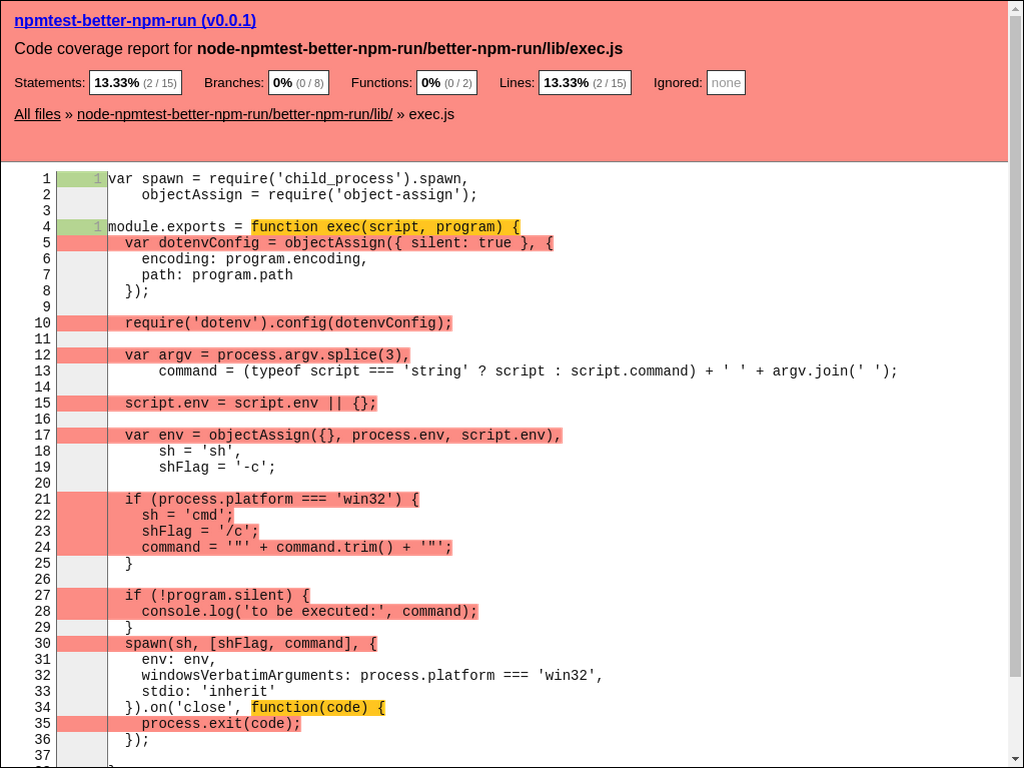 npmtest-better-npm-run (v0.0.1)
Code coverage report for node-npmtest-better-npm-run/better-npm-run/lib/exec.js
Statements: 13.33% (2 / 15) Branches: 0% (0 / 8) Functions: 0% (0 / 2) Lines: 13.33% (2 / 15) Ignored: none
All files » node-npmtest-better-npm-run/better-npm-run/lib/ » exec.js
1 1 var spawn = require('child_process').spawn,
2     objectAssign = require('object-assign');
3
4 1 module.exports = function exec(script, program) {
5   var dotenvConfig = objectAssign({ silent: true }, {
6     encoding: program.encoding,
7     path: program.path
8   });
9
10   require('dotenv').config(dotenvConfig);
11
12   var argv = process.argv.splice(3),
13       command = (typeof script === 'string' ? script : script.command) + ' ' + argv.join(' ');
14
15   script.env = script.env || {};
16
17   var env = objectAssign({}, process.env, script.env),
18       sh = 'sh',
19       shFlag = '-c';
20
21   if (process.platform === 'win32') {
22     sh = 'cmd';
23     shFlag = '/c';
24     command = '"' + command.trim() + '"';
25   }
26
27   if (!program.silent) {
28     console.log('to be executed:', command);
29   }
30   spawn(sh, [shFlag, command], {
31     env: env,
32     windowsVerbatimArguments: process.platform === 'win32',
33     stdio: 'inherit'
34   }).on('close', function(code) {
35     process.exit(code);
36   });
37